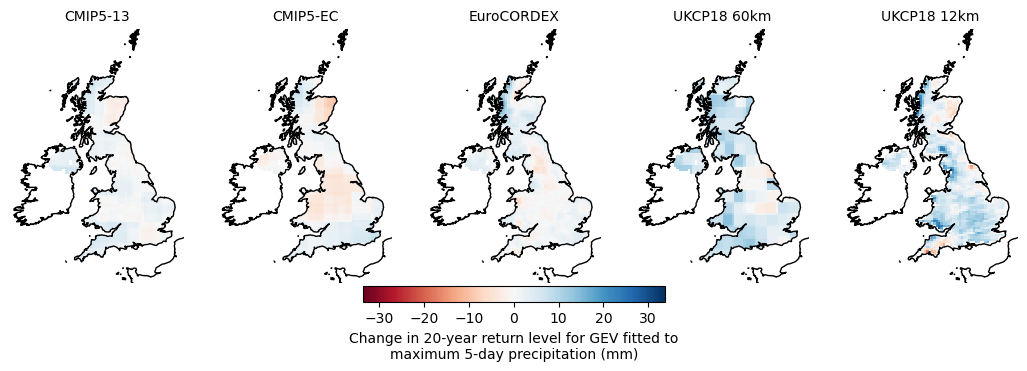 CMIP5-13
CMIP5-EC
EuroCORDEX
UKCP18 60km
UKCP18 12km
−30 −20 −10 0 10 20 30
Change in 20-year return level for GEV fitted to
maximum 5-day precipitation (mm)